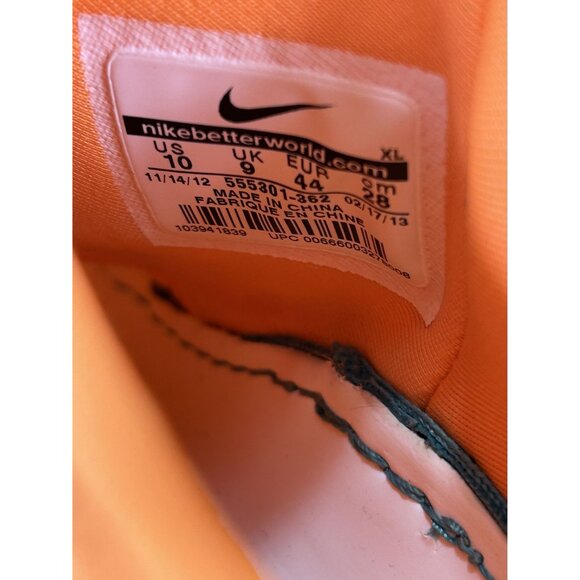 nikebetterworld.com
US UK EUR cm XL
10 9 44 28
11/14/12 555301-362 02/17/13
MADE IN CHINA
FABRIQUE EN CHINE
103941839 UPC